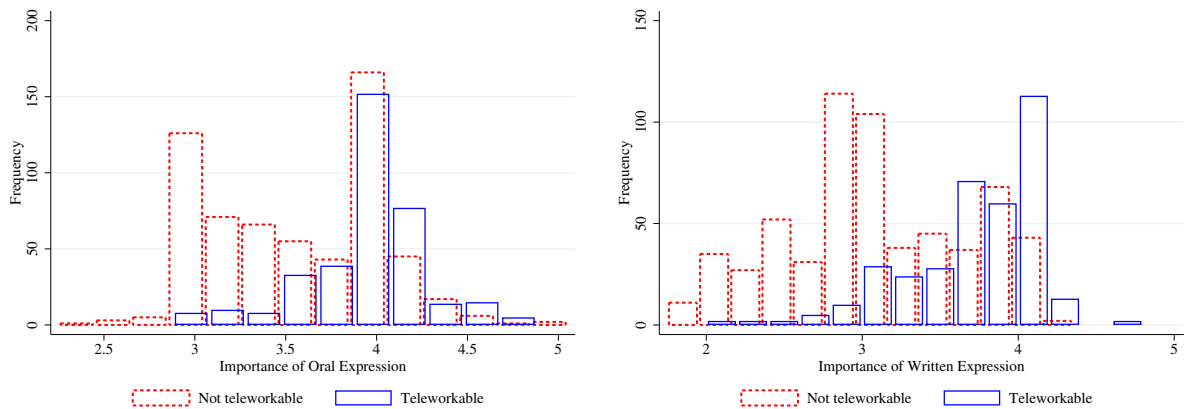 200
150
100
50
0
Frequency
2.5 3 3.5 4 4.5 5
Importance of Oral Expression
Not teleworkable Teleworkable
150
100
50
0
Frequency
2 3 4 5
Importance of Written Expression
Not teleworkable Teleworkable